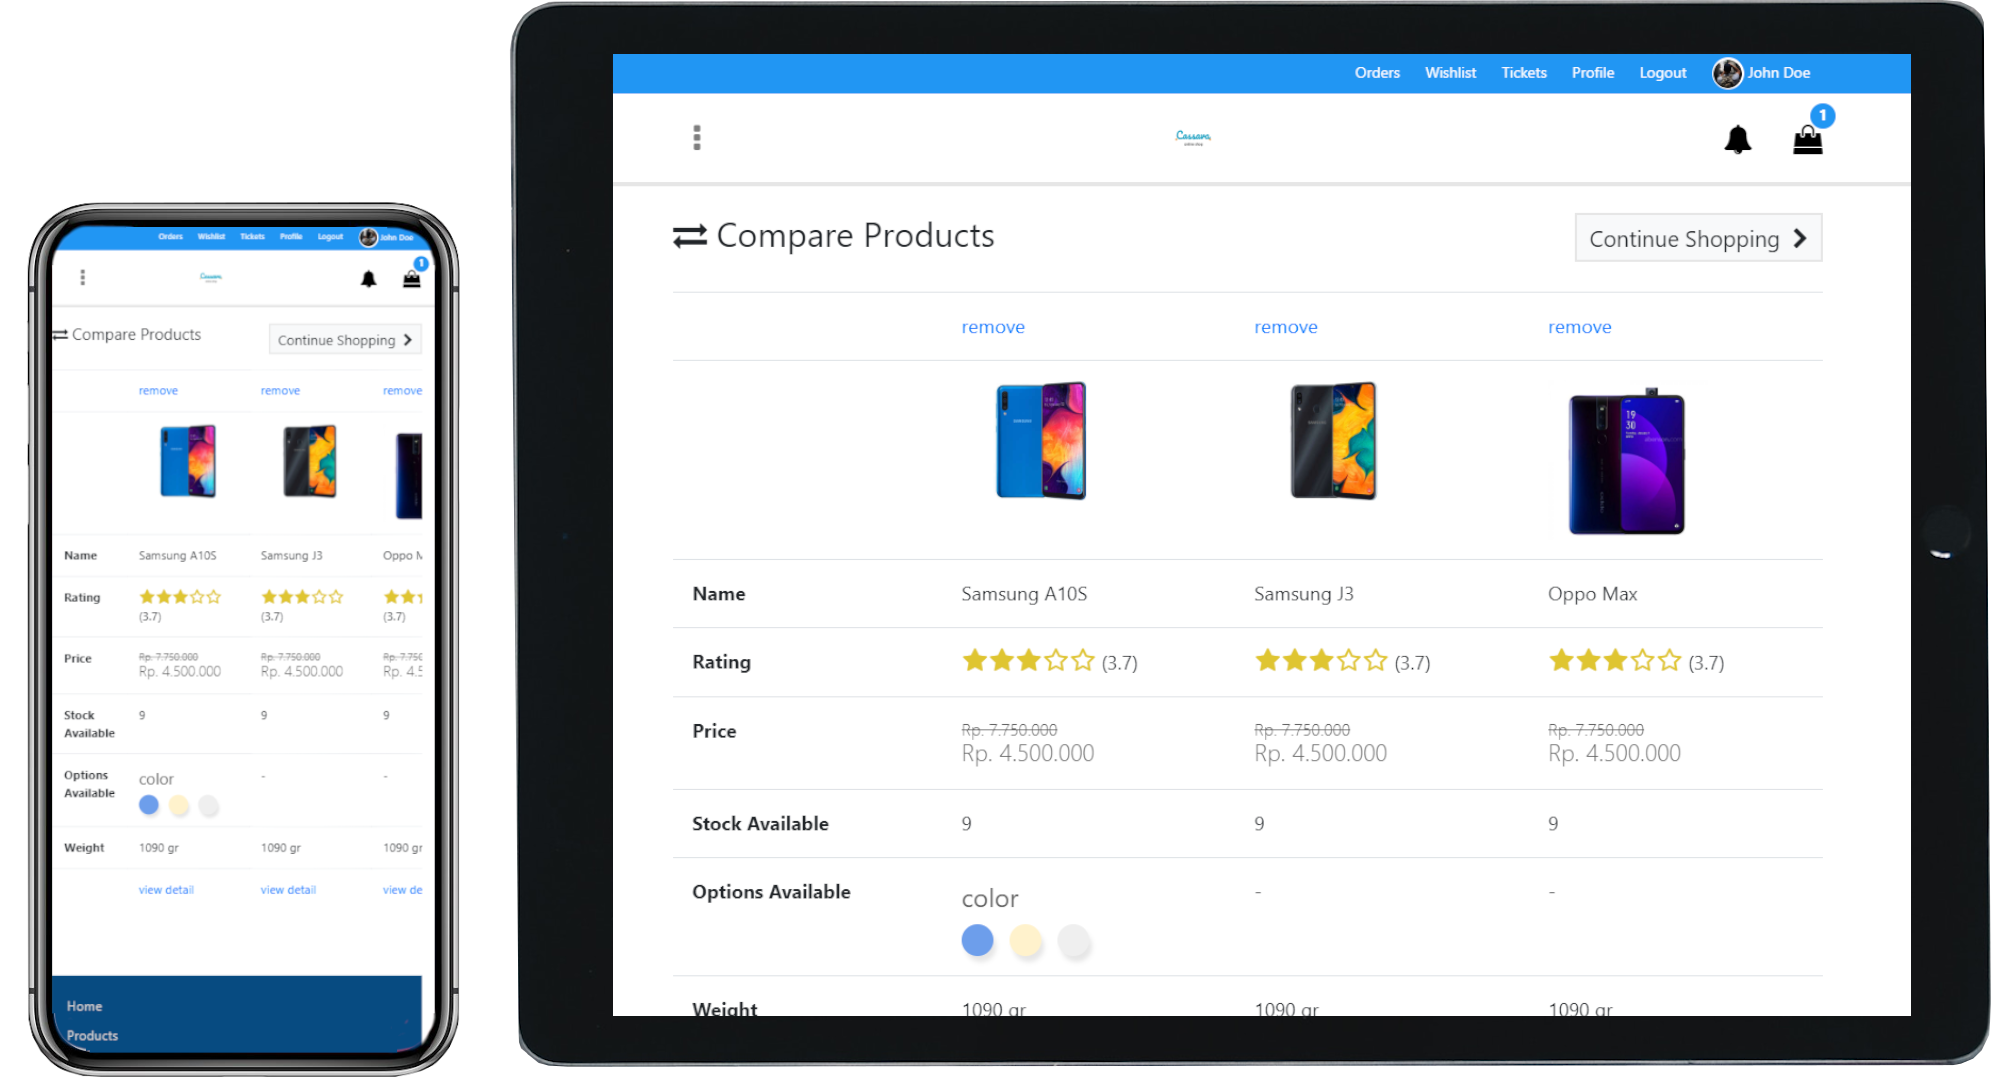 Orders Wishlist Tickets Profile Logout John Doe
Cassava
1
Compare Products
Continue Shopping
remove remove remove
Name Samsung A10S Samsung J3 Oppo M
Rating
(3.7) (3.7) (3.7)
Price Rp. 7.750.000 Rp. 7.750.000 Rp. 7.750
Rp. 4.500.000 Rp. 4.500.000 Rp. 4.5
Stock Available 9 9 9
Options Available color - -
Weight 1090 gr 1090 gr 1090 gr
view detail view detail view de
Home
Products
Orders Wishlist Tickets Profile Logout John Doe
Cassava
1
Compare Products
Continue Shopping
remove remove remove
SAMSUNG
19
30
Name Samsung A10S Samsung J3 Oppo Max
Rating (3.7) (3.7) (3.7)
Price Rp. 7.750.000 Rp. 7.750.000 Rp. 7.750.000
Rp. 4.500.000 Rp. 4.500.000 Rp. 4.500.000
Stock Available 9 9 9
Options Available color - -
Weight 1090 gr 1090 gr 1090 gr